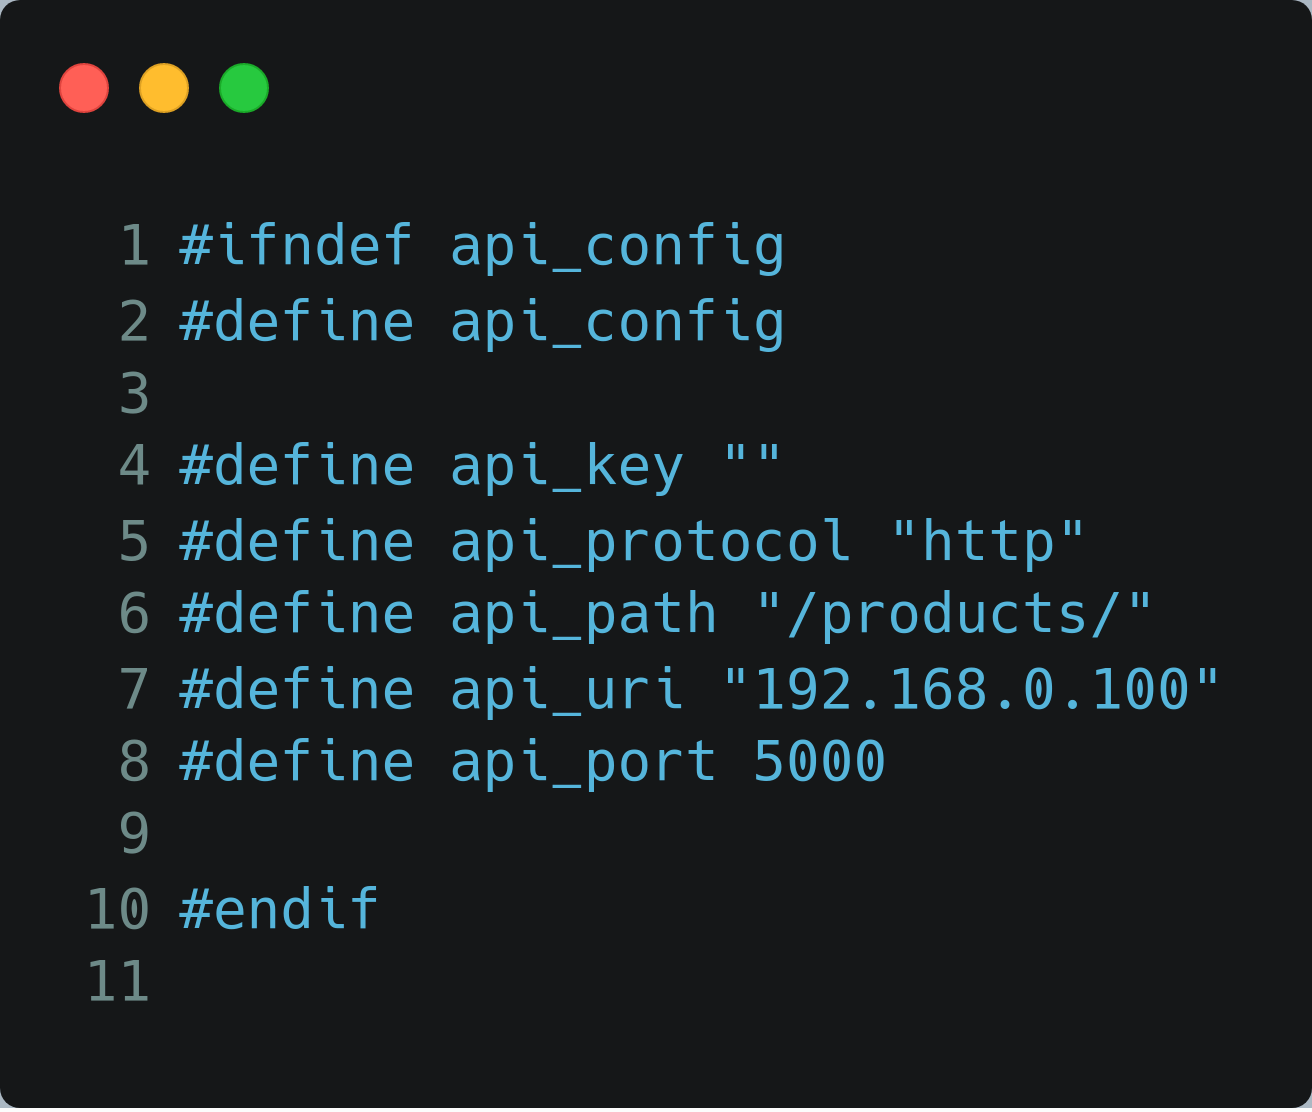 1 #ifndef api_config
2 #define api_config
3
4 #define api_key ""
5 #define api_protocol "http"
6 #define api_path "/products/"
7 #define api_uri "192.168.0.100"
8 #define api_port 5000
9
10 #endif
11